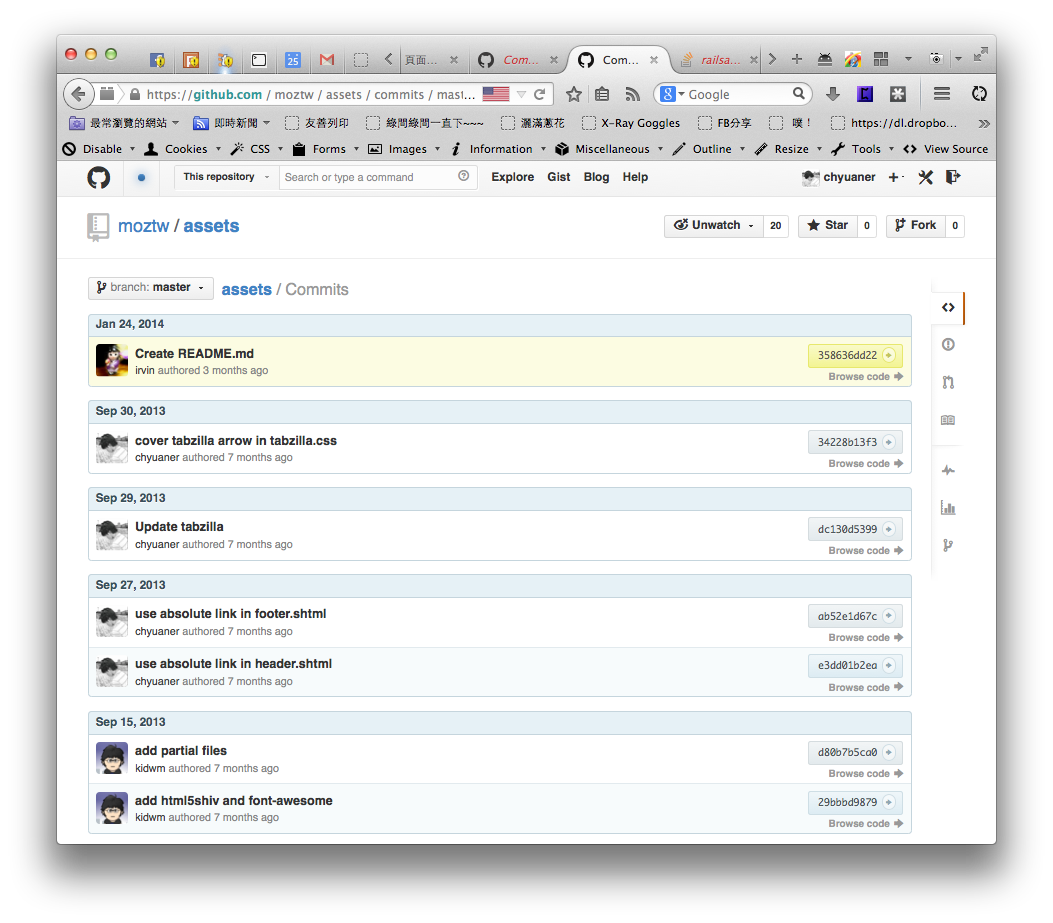 25
頁面...
Com...
Com...
railsa...
https://github.com / moztw / assets / commits / mast...
Google
最常瀏覽的網站
即時新聞
友善列印
綠間綠間一直下~~~
灑滿蔥花
X-Ray Goggles
FB分享
噗！
https://dl.dropbo...
Disable
Cookies
CSS
Forms
Images
Information
Miscellaneous
Outline
Resize
Tools
View Source
This repository
Search or type a command
Explore
Gist
Blog
Help
chyuaner
moztw / assets
Unwatch
20
Star
0
Fork
0
branch: master
assets / Commits
Jan 24, 2014
Create README.md
358636dd22
irvin authored 3 months ago
Browse code
Sep 30, 2013
cover tabzilla arrow in tabzilla.css
34228b13f3
chyuaner authored 7 months ago
Browse code
Sep 29, 2013
Update tabzilla
dc130d5399
chyuaner authored 7 months ago
Browse code
Sep 27, 2013
use absolute link in footer.shtml
ab52e1d67c
chyuaner authored 7 months ago
Browse code
use absolute link in header.shtml
e3dd01b2ea
chyuaner authored 7 months ago
Browse code
Sep 15, 2013
add partial files
d80b7b5ca0
kidwm authored 7 months ago
Browse code
add html5shiv and font-awesome
29bbbd9879
kidwm authored 7 months ago
Browse code